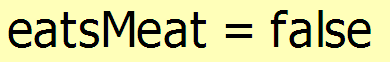 eatsMeat = false